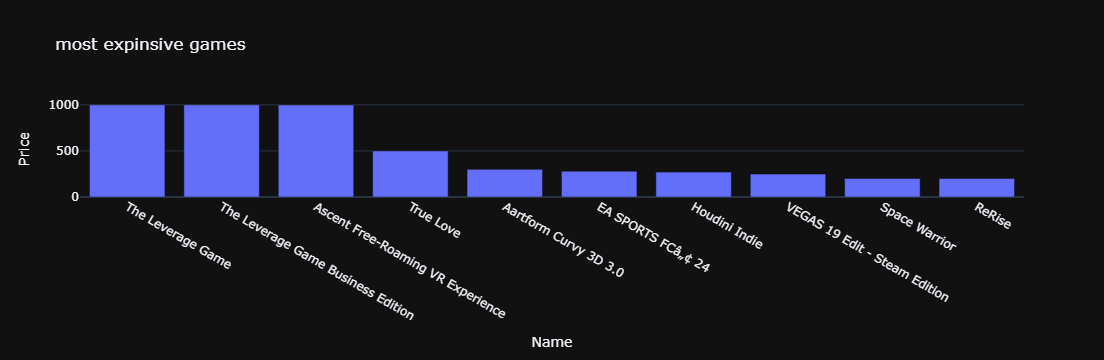 most expinsive games
Price
1000
500
0
The Leverage Game
The Leverage Game Business Edition
Ascent Free-Roaming VR Experience
True Love
Aartform Curvy 3D 3.0
EA SPORTS FCâ„¢ 24
Houdini Indie
VEGAS 19 Edit - Steam Edition
Space Warrior
ReRise
Name